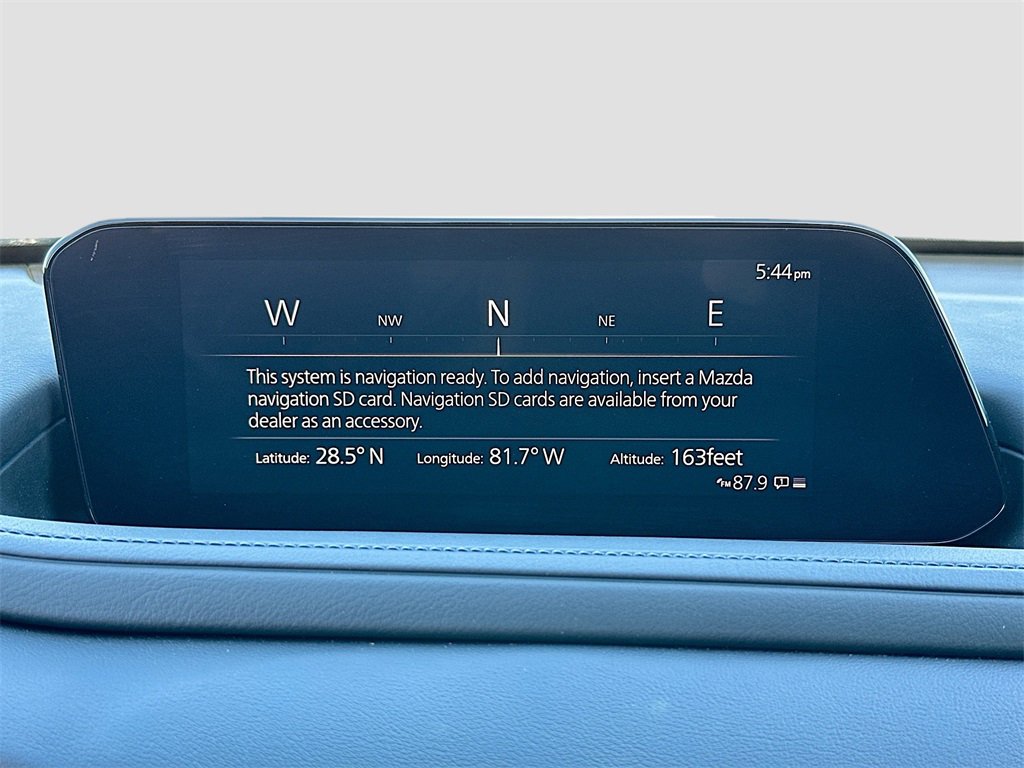 5:44pm
W NW N NE E
This system is navigation ready. To add navigation, insert a Mazda
navigation SD card. Navigation SD cards are available from your
dealer as an accessory.
Latitude: 28.5° N Longitude: 81.7° W Altitude: 163feet
FM 87.9 1